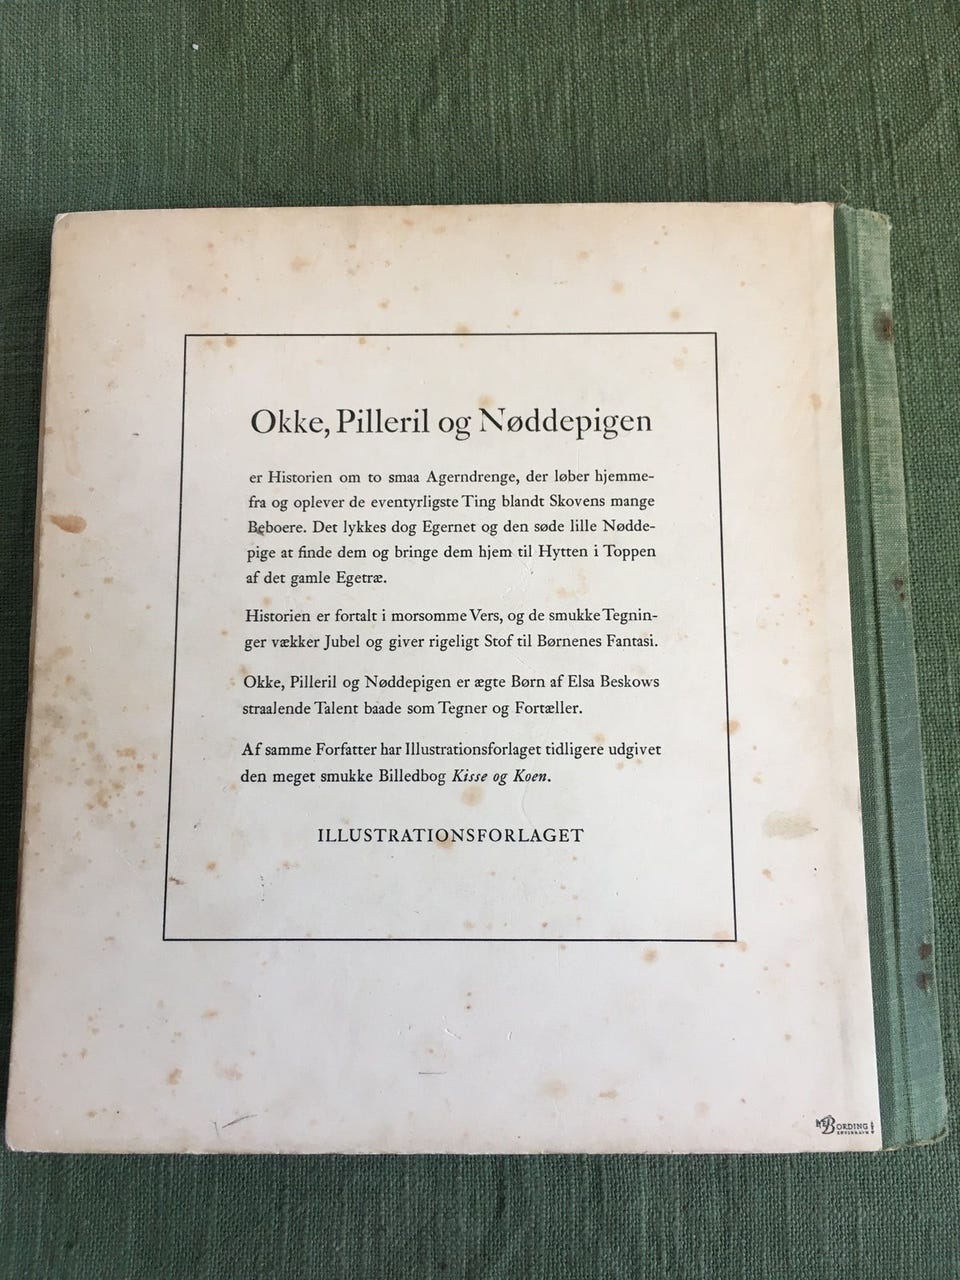 Okke, Pilleril og Nøddepigen
er Historien om to smaa Agerndrenge, der løber hjemme-
fra og oplever de eventyrligste Ting blandt Skovens mange
Beboere. Det lykkes dog Egernet og den søde lille Nødde-
pige at finde dem og bringe dem hjem til Hytten i Toppen
af det gamle Egetræ.
Historien er fortalt i morsomme Vers, og de smukke Tegnin-
ger vækker Jubel og giver rigeligt Stof til Børnenes Fantasi.
Okke, Pilleril og Nøddepigen er ægte Børn af Elsa Beskows
straalende Talent baade som Tegner og Fortæller.
Af samme Forfatter har Illustrationsforlaget tidligere udgivet
den meget smukke Billedbog Kisse og Koen.
ILLUSTRATIONSFORLAGET
BORDING